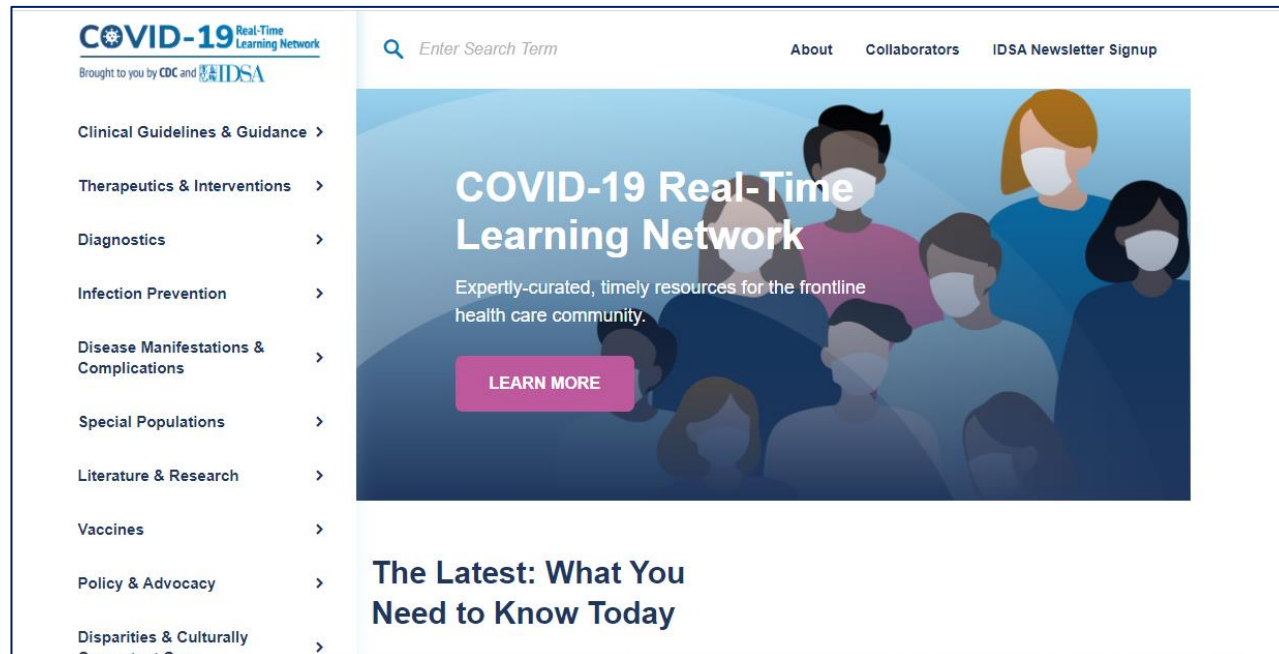 COVID-19 Real-Time
Learning Network
Brought to you by CDC and IDSA
Enter Search Term
About Collaborators IDSA Newsletter Signup
Clinical Guidelines & Guidance
Therapeutics & Interventions
Diagnostics
Infection Prevention
Disease Manifestations &
Complications
Special Populations
Literature & Research
Vaccines
Policy & Advocacy
Disparities & Culturally
COVID-19 Real-Time
Learning Network
Expertly-curated, timely resources for the frontline
health care community.
LEARN MORE
The Latest: What You
Need to Know Today